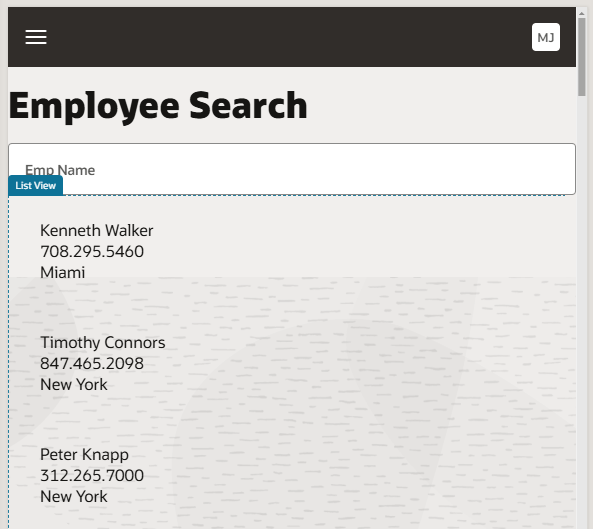 MJ
Employee Search
Emp Name
List View
Kenneth Walker
708.295.5460
Miami
Timothy Connors
847.465.2098
New York
Peter Knapp
312.265.7000
New York